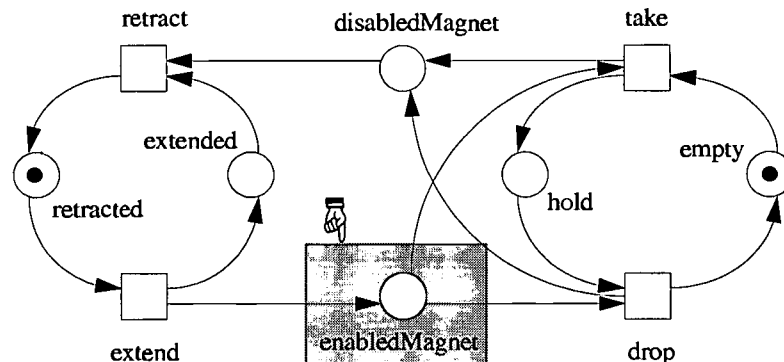 retract
disabledMagnet
take
extended
empty
retracted
hold
enabledMagnet
extend
drop